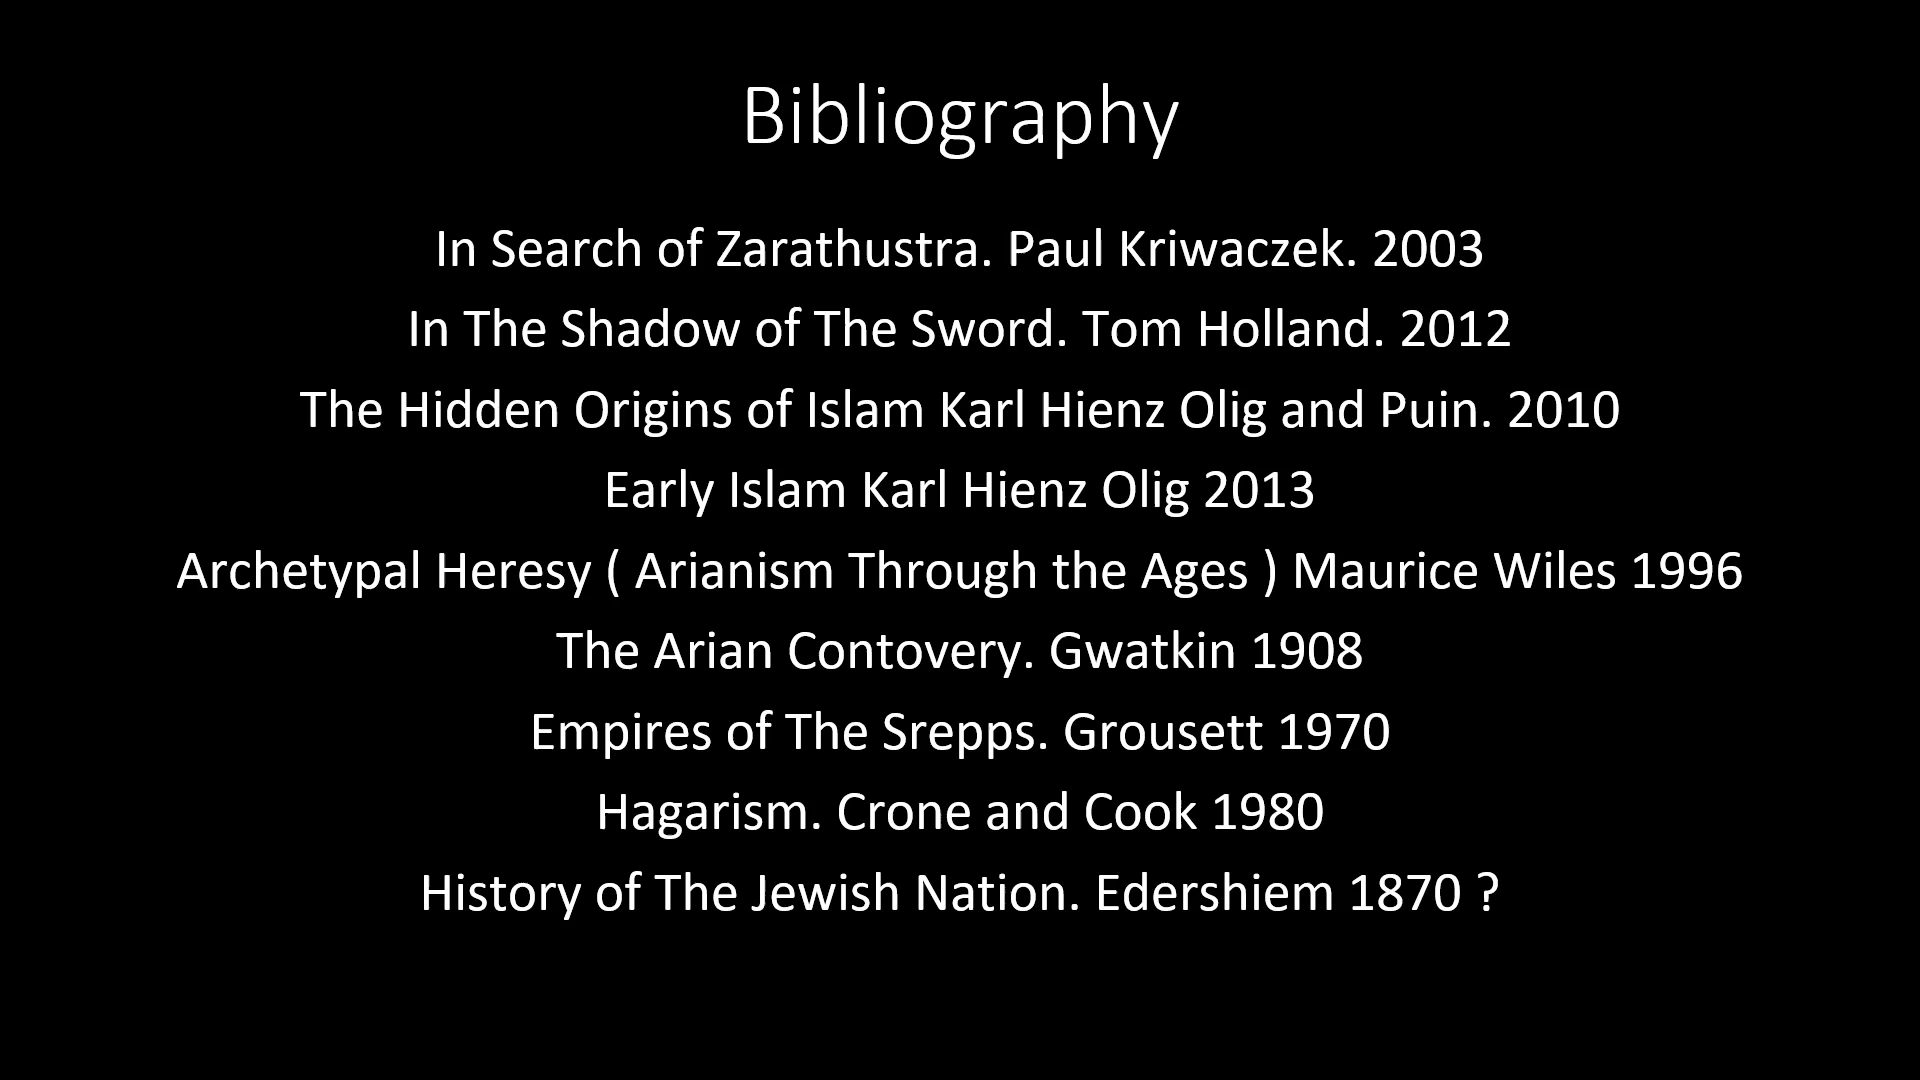 Bibliography
In Search of Zarathustra. Paul Kriwaczek. 2003
In The Shadow of The Sword. Tom Holland. 2012
The Hidden Origins of Islam Karl Hienz Olig and Puin. 2010
Early Islam Karl Hienz Olig 2013
Archetypal Heresy ( Arianism Through the Ages ) Maurice Wiles 1996
The Arian Contovery. Gwatkin 1908
Empires of The Srepps. Grousett 1970
Hagarism. Crone and Cook 1980
History of The Jewish Nation. Edershiem 1870 ?